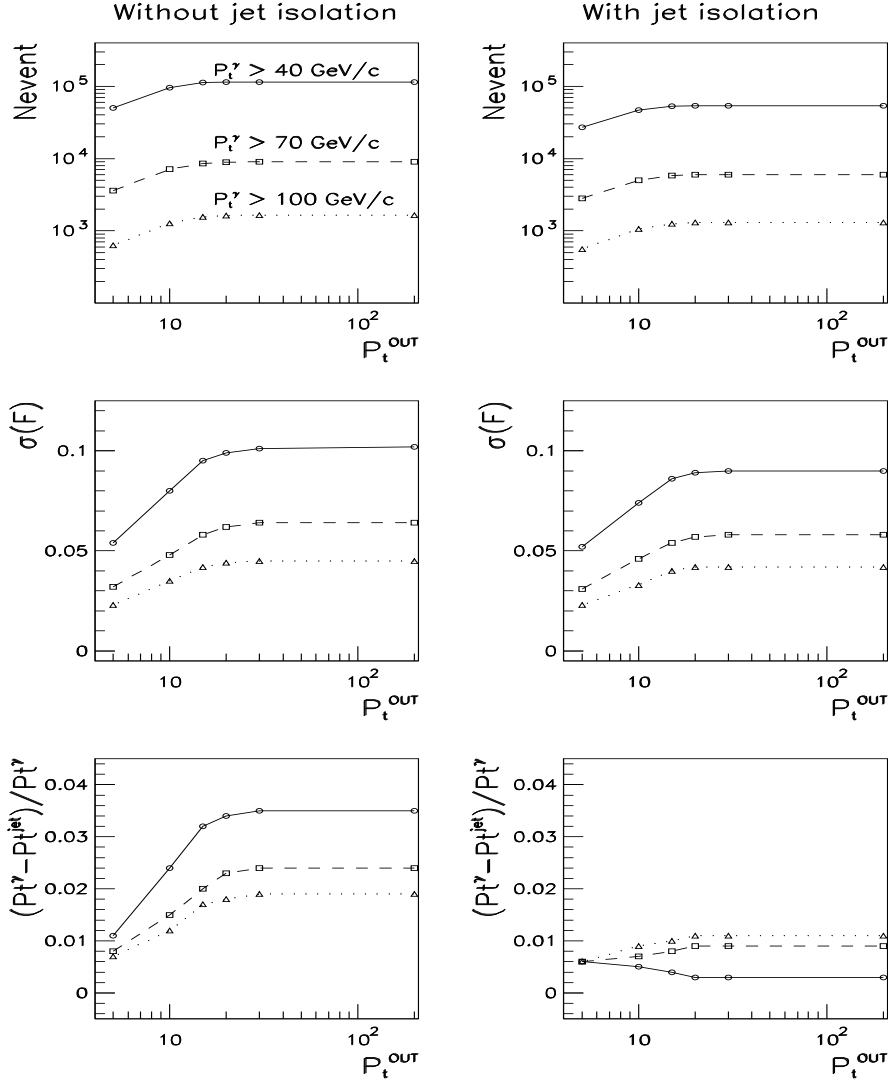 Without jet isolation
With jet isolation
Nevent
10^5
10^4
10^3
P_t^γ > 40 GeV/c
P_t^γ > 70 GeV/c
P_t^γ > 100 GeV/c
10
10^2
P_t^OUT
Nevent
10^5
10^4
10^3
10
10^2
P_t^OUT
σ(F)
0.1
0.05
0
10
10^2
P_t^OUT
σ(F)
0.1
0.05
0
10
10^2
P_t^OUT
(Pt^γ−Pt^jet)/Pt^γ
0.04
0.03
0.02
0.01
0
10
10^2
P_t^OUT
(Pt^γ−Pt^jet)/Pt^γ
0.04
0.03
0.02
0.01
0
10
10^2
P_t^OUT